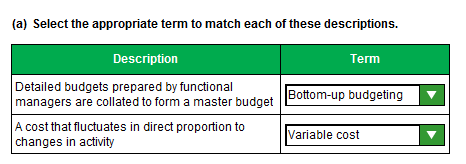 (a) Select the appropriate term to match each of these descriptions.
Description Term
Detailed budgets prepared by functional
managers are collated to form a master budget
Bottom-up budgeting
A cost that fluctuates in direct proportion to
changes in activity
Variable cost